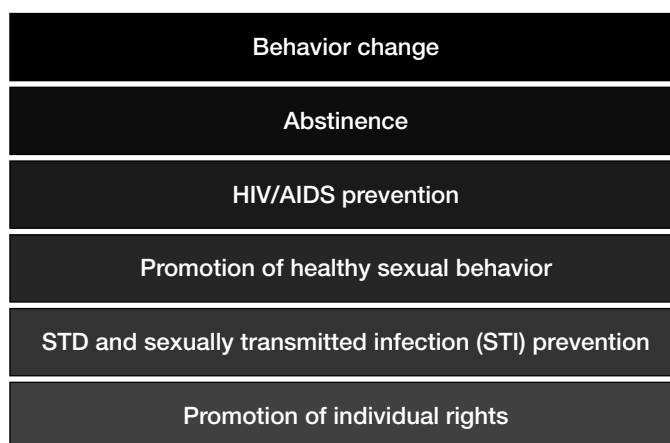 Behavior change
Abstinence
HIV/AIDS prevention
Promotion of healthy sexual behavior
STD and sexually transmitted infection (STI) prevention
Promotion of individual rights